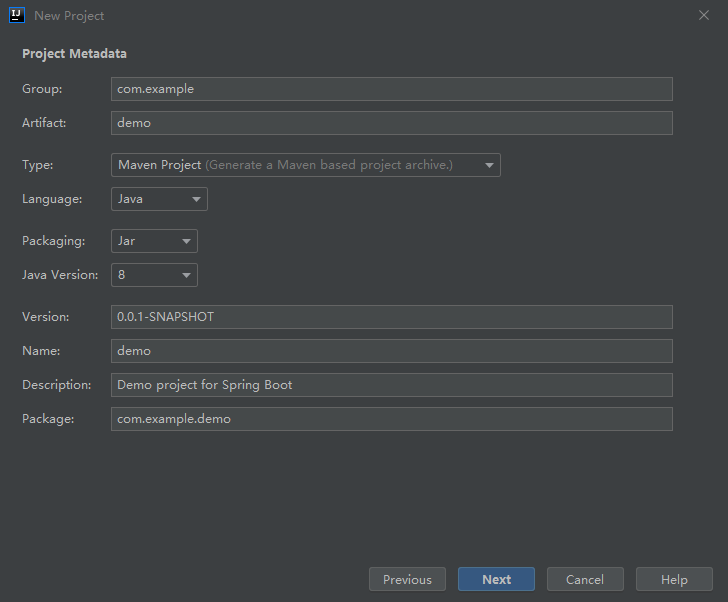 IJ New Project
Project Metadata
Group: com.example
Artifact: demo
Type: Maven Project (Generate a Maven based project archive.)
Language: Java
Packaging: Jar
Java Version: 8
Version: 0.0.1-SNAPSHOT
Name: demo
Description: Demo project for Spring Boot
Package: com.example.demo
Previous Next Cancel Help